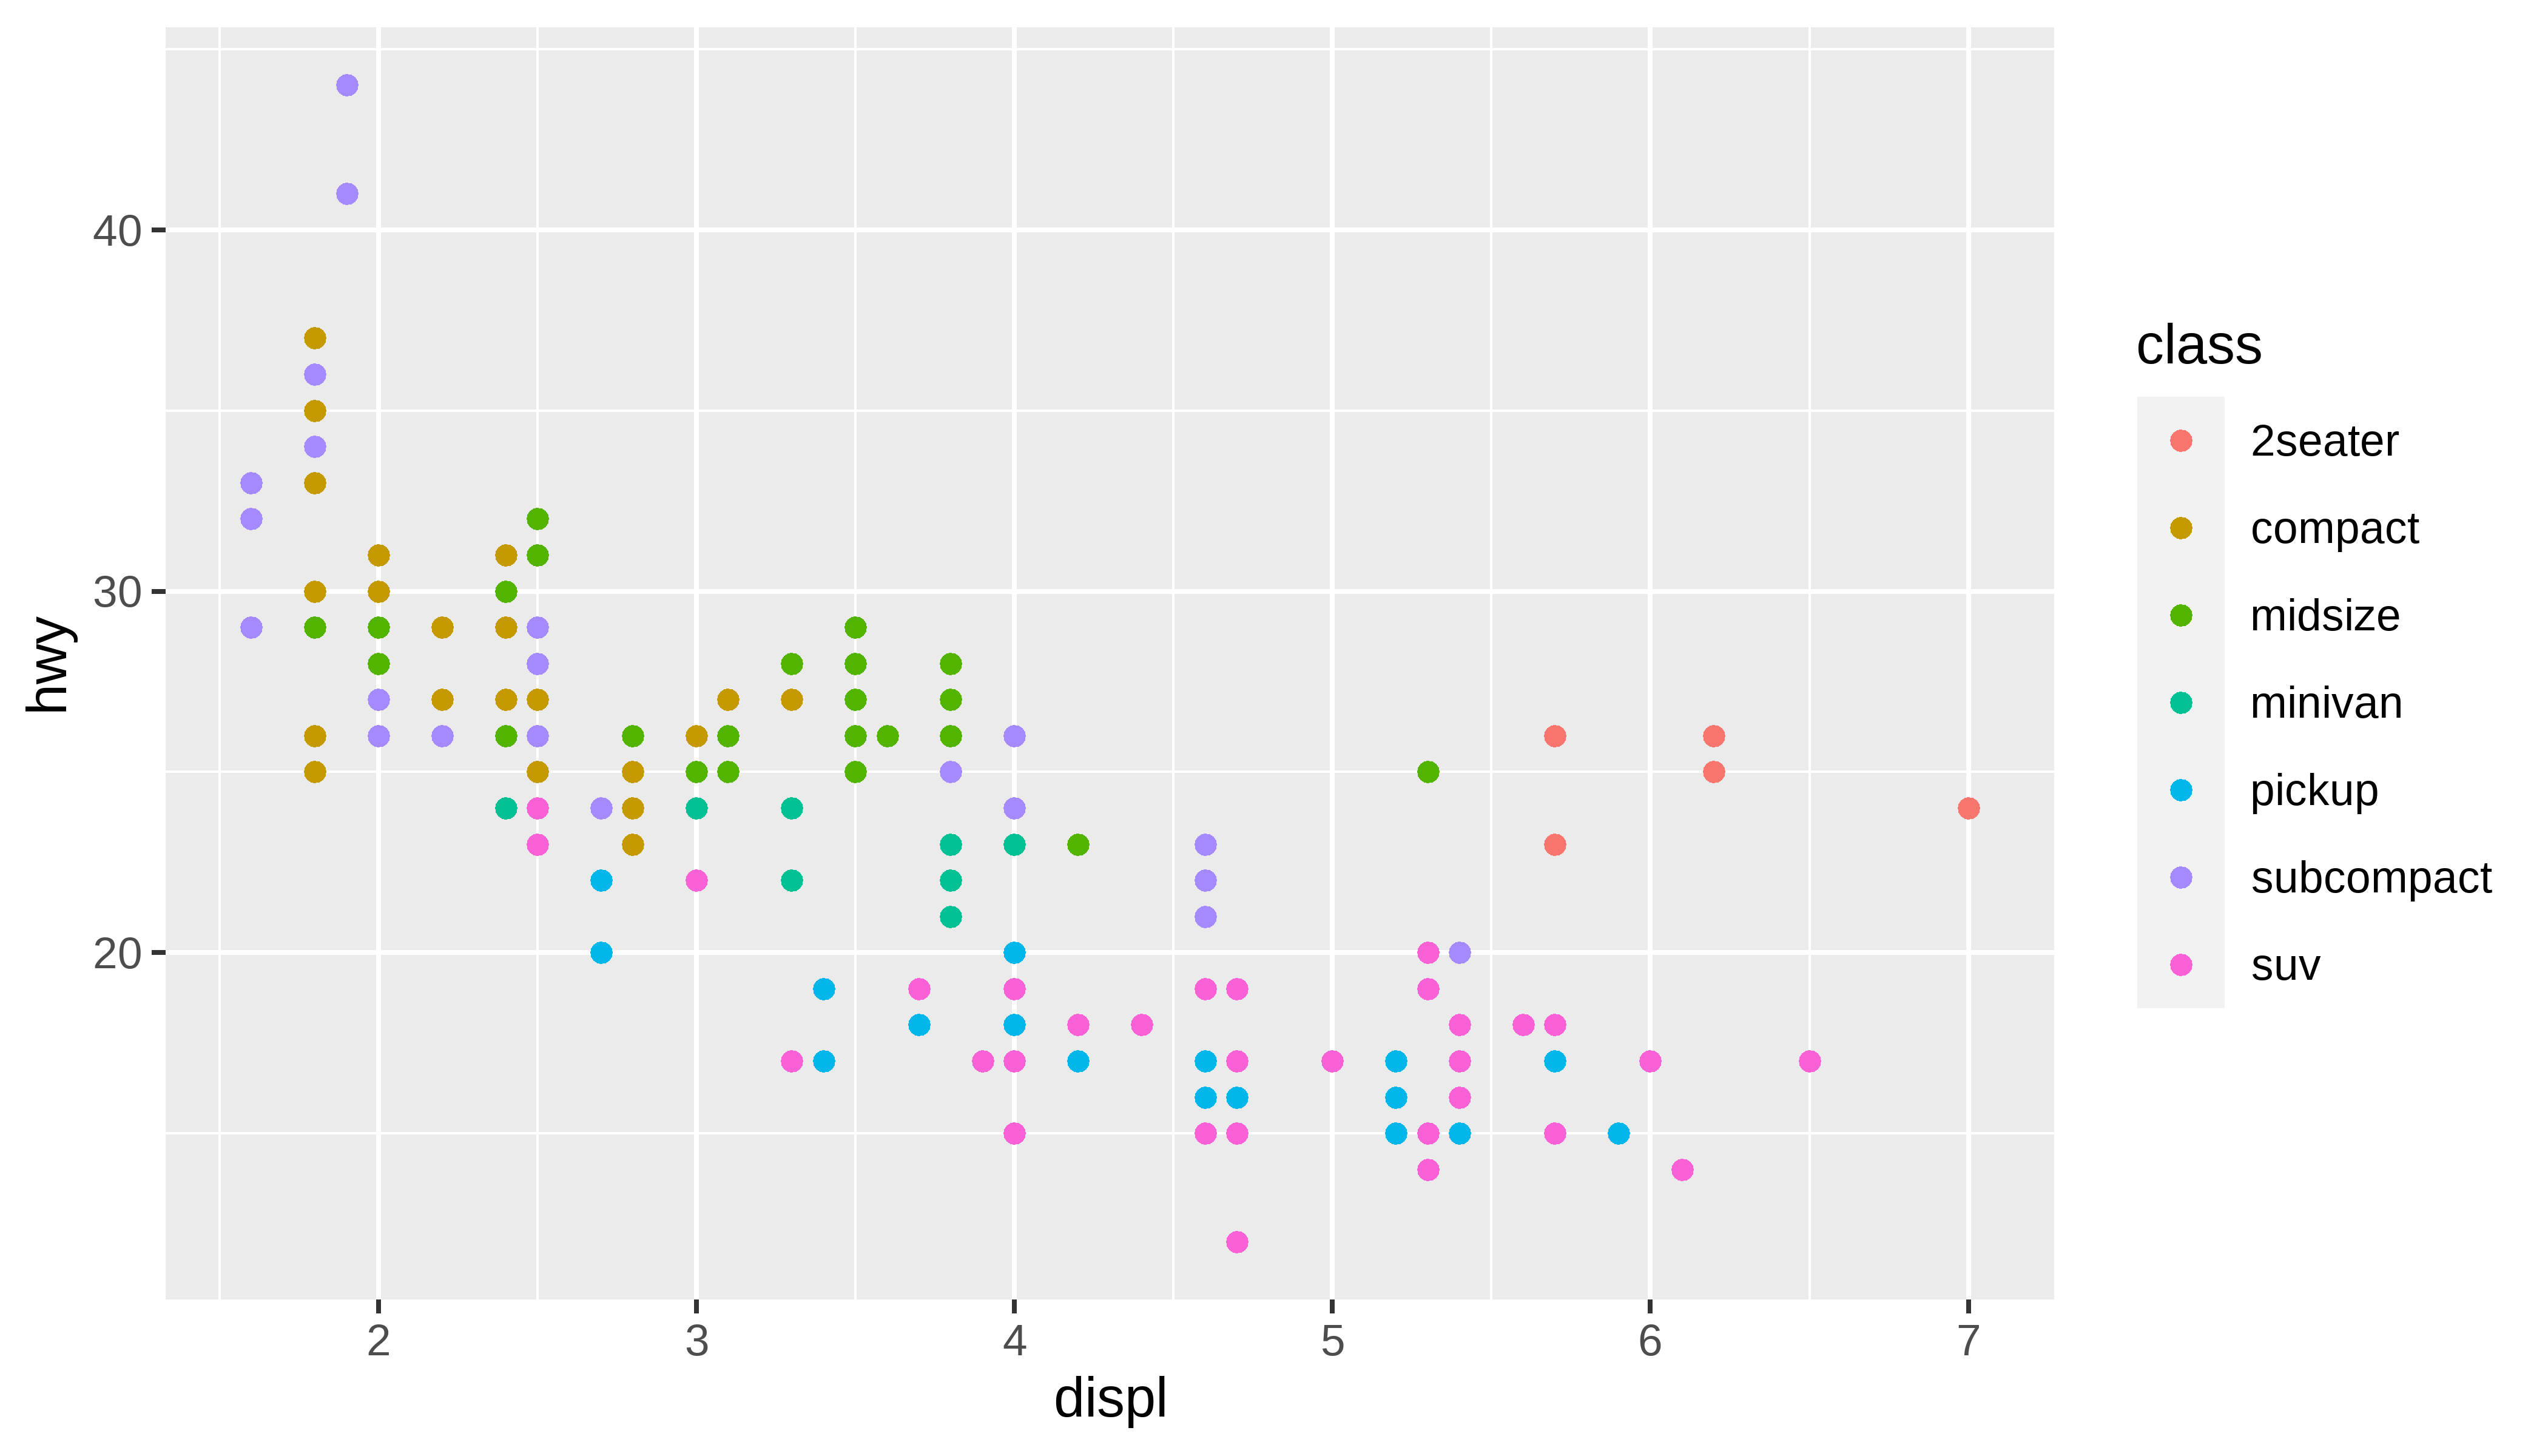 hwy
40
30
20
2 3 4 5 6 7
displ
class
2seater
compact
midsize
minivan
pickup
subcompact
suv